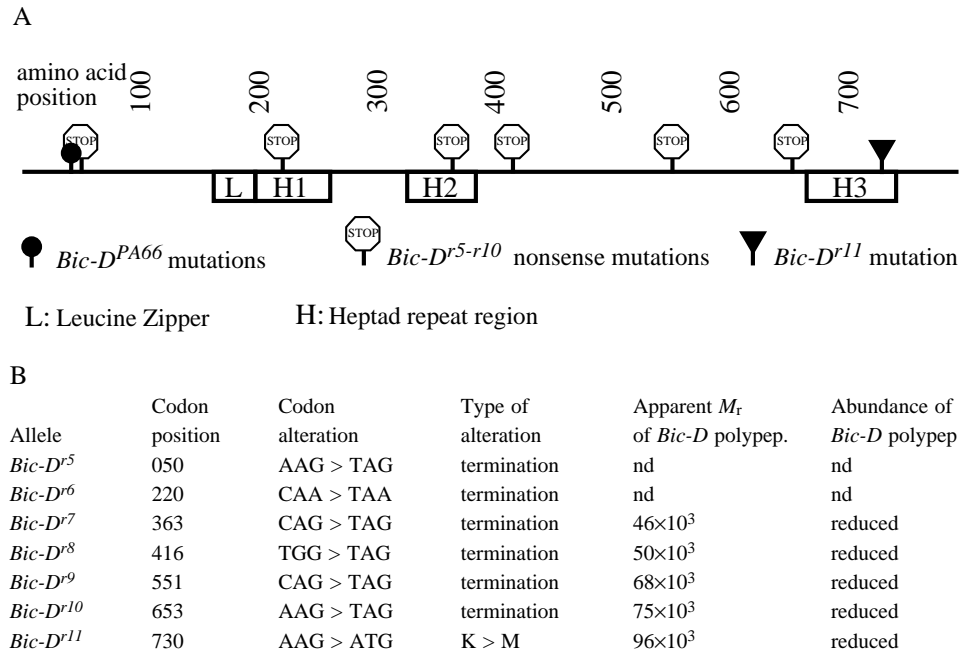 A
amino acid position
100 200 300 400 500 600 700
STOP STOP STOP STOP STOP STOP
L H1 H2 H3
Bic-D^PA66 mutations STOP Bic-D^r5-r10 nonsense mutations Bic-D^r11 mutation
L: Leucine Zipper H: Heptad repeat region
B
Codon Codon Type of Apparent Mr Abundance of
Allele position alteration alteration of Bic-D polypep. Bic-D polypep
Bic-D^r5 050 AAG > TAG termination nd nd
Bic-D^r6 220 CAA > TAA termination nd nd
Bic-D^r7 363 CAG > TAG termination 46×10^3 reduced
Bic-D^r8 416 TGG > TAG termination 50×10^3 reduced
Bic-D^r9 551 CAG > TAG termination 68×10^3 reduced
Bic-D^r10 653 AAG > TAG termination 75×10^3 reduced
Bic-D^r11 730 AAG > ATG K > M 96×10^3 reduced